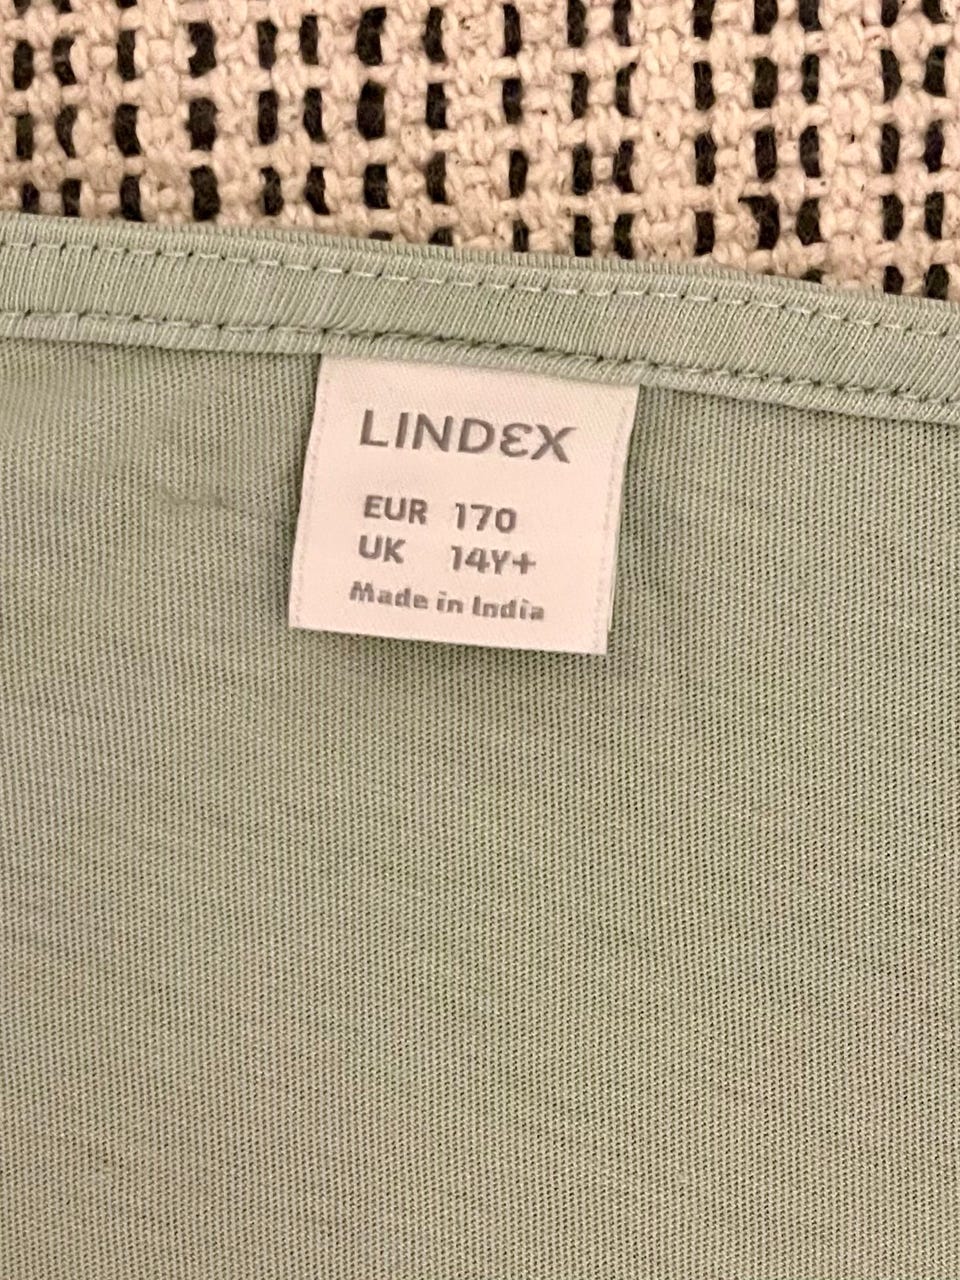 LINDEX
EUR 170
UK 14Y+
Made in India